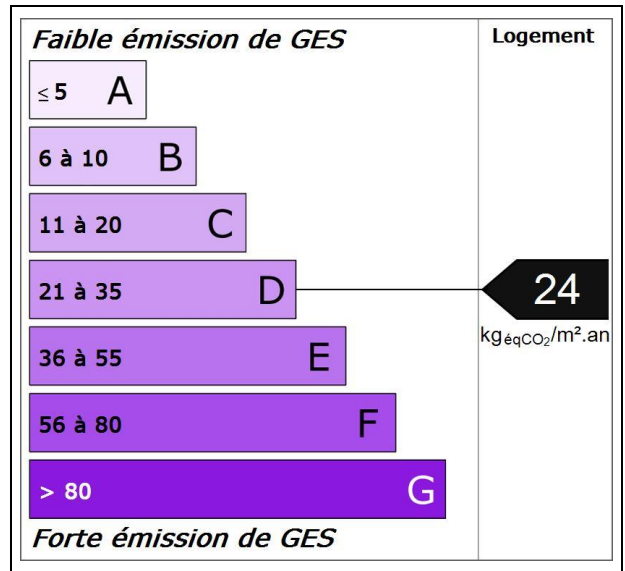 Faible émission de GES
Logement
≤ 5 A
6 à 10 B
11 à 20 C
21 à 35 D
24
kgéqCO₂/m².an
36 à 55 E
56 à 80 F
> 80 G
Forte émission de GES